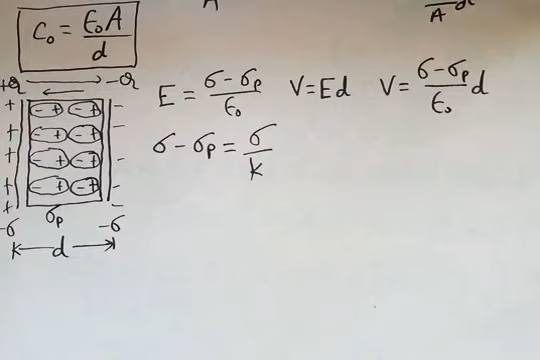 C₀ = ε₀A / d
A
A
+Q → -Q
E = σ - σₚ / ε₀ V = Ed V = σ - σₚ / ε₀ d
σ - σₚ = σ / k
σₚ
-σ -σ
d